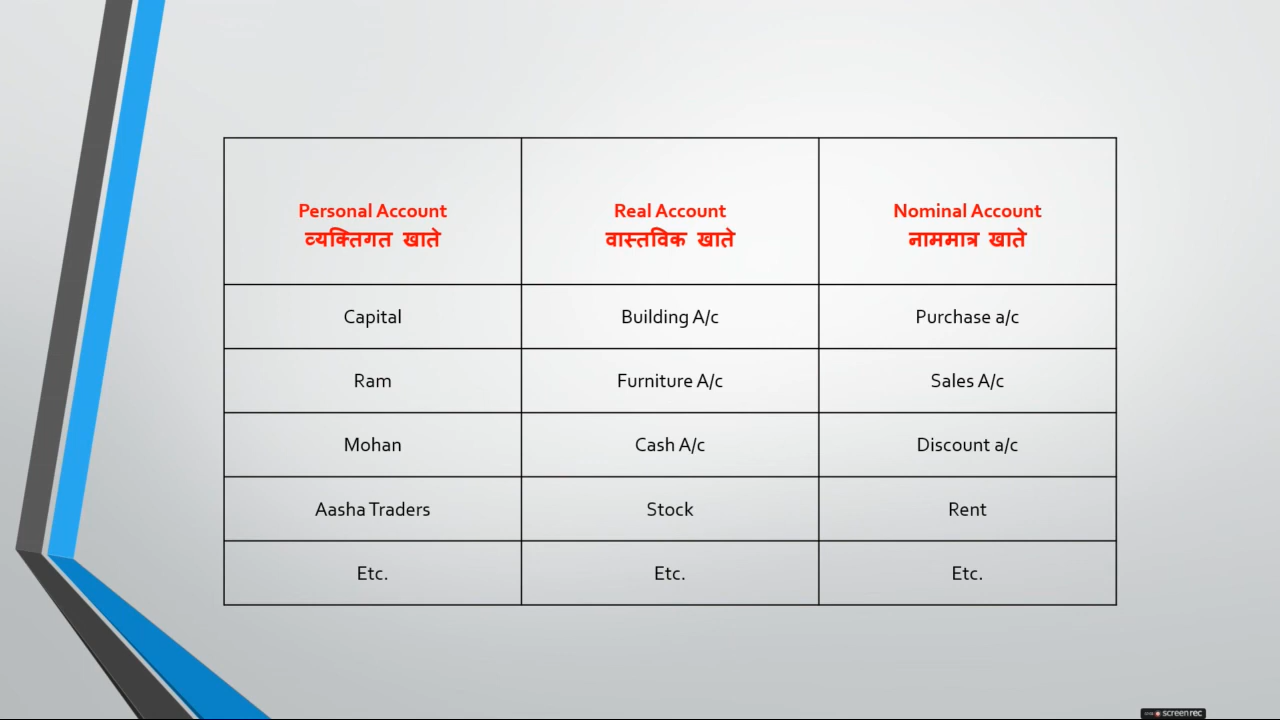 Personal Account
व्यक्तिगत खाते
Real Account
वास्तविक खाते
Nominal Account
नाममात्र खाते
Capital
Building A/c
Purchase a/c
Ram
Furniture A/c
Sales A/c
Mohan
Cash A/c
Discount a/c
Aasha Traders
Stock
Rent
Etc.
Etc.
Etc.
screenrec